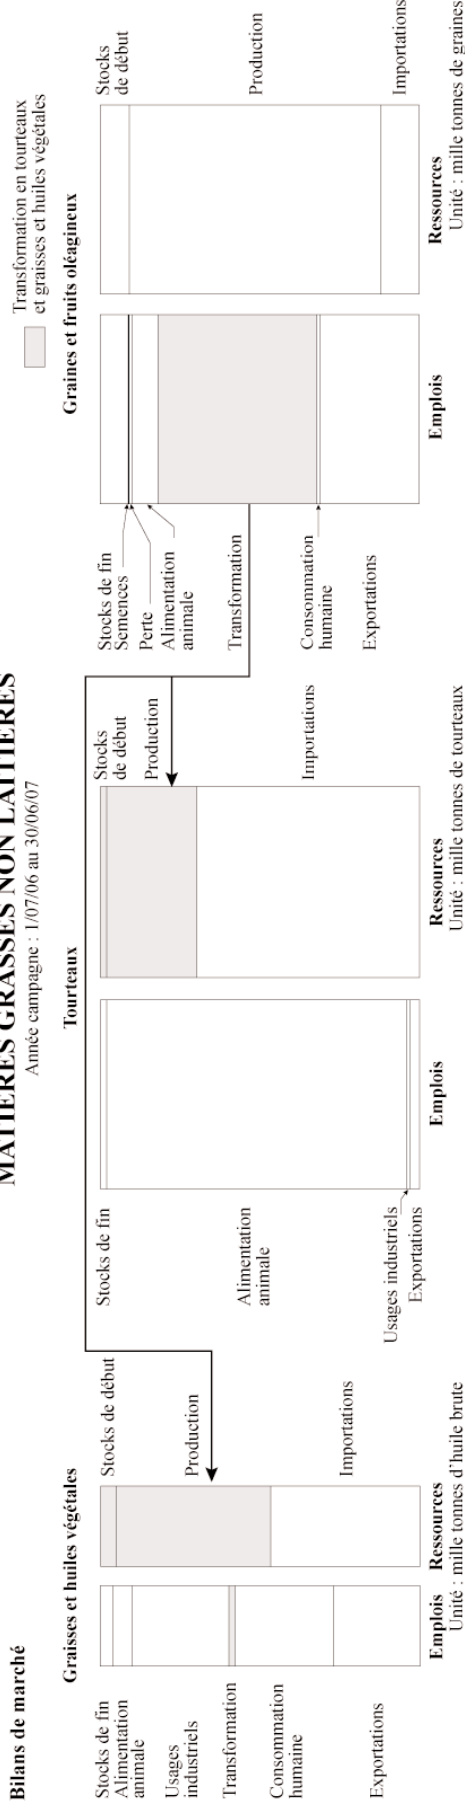 Bilans de marché
MATIÈRES GRASSES NON LAITIÈRES
Année campagne : 1/07/06 au 30/06/07
Transformation en tourteaux
et graisses et huiles végétales
Graisses et huiles végétales
Stocks de fin
Alimentation
animale
Usages
industriels
Transformation
Consommation
humaine
Exportations
Stocks de début
Production
Importations
Emplois
Ressources
Unité : mille tonnes d'huile brute
Tourteaux
Stocks de fin
Alimentation
animale
Usages industriels
Exportations
Stocks
de début
Production
Importations
Emplois
Ressources
Unité : mille tonnes de tourteaux
Graines et fruits oléagineux
Stocks de fin
Semences
Perte
Alimentation
animale
Transformation
Consommation
humaine
Exportations
Stocks
de début
Production
Importations
Emplois
Ressources
Unité : mille tonnes de graines